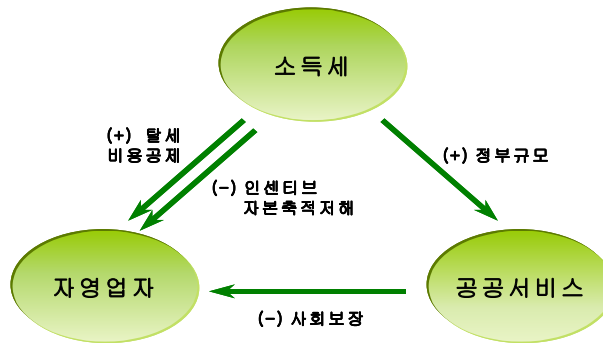 소득세
(+) 탈세
비용공제
(+) 정부규모
(-) 인센티브
자본축적저해
자영업자
공공서비스
(-) 사회보장